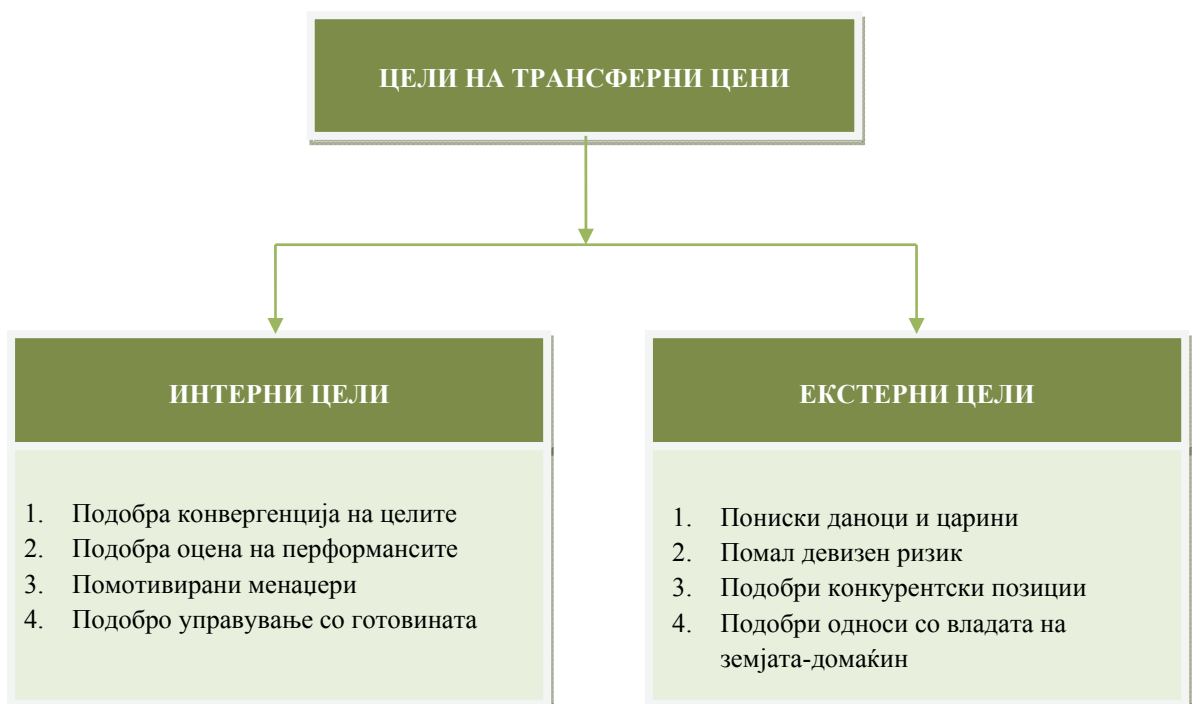 ЦЕЛИ НА ТРАНСФЕРНИ ЦЕНИ
ИНТЕРНИ ЦЕЛИ
1. Подобра конвергенција на целите
2. Подобра оцена на перформансите
3. Помотивирани менаџери
4. Подобро управување со готовината
ЕКСТЕРНИ ЦЕЛИ
1. Пониски даноци и царини
2. Помал девизен ризик
3. Подобри конкурентски позиции
4. Подобри односи со владата на
земјата-домаќин